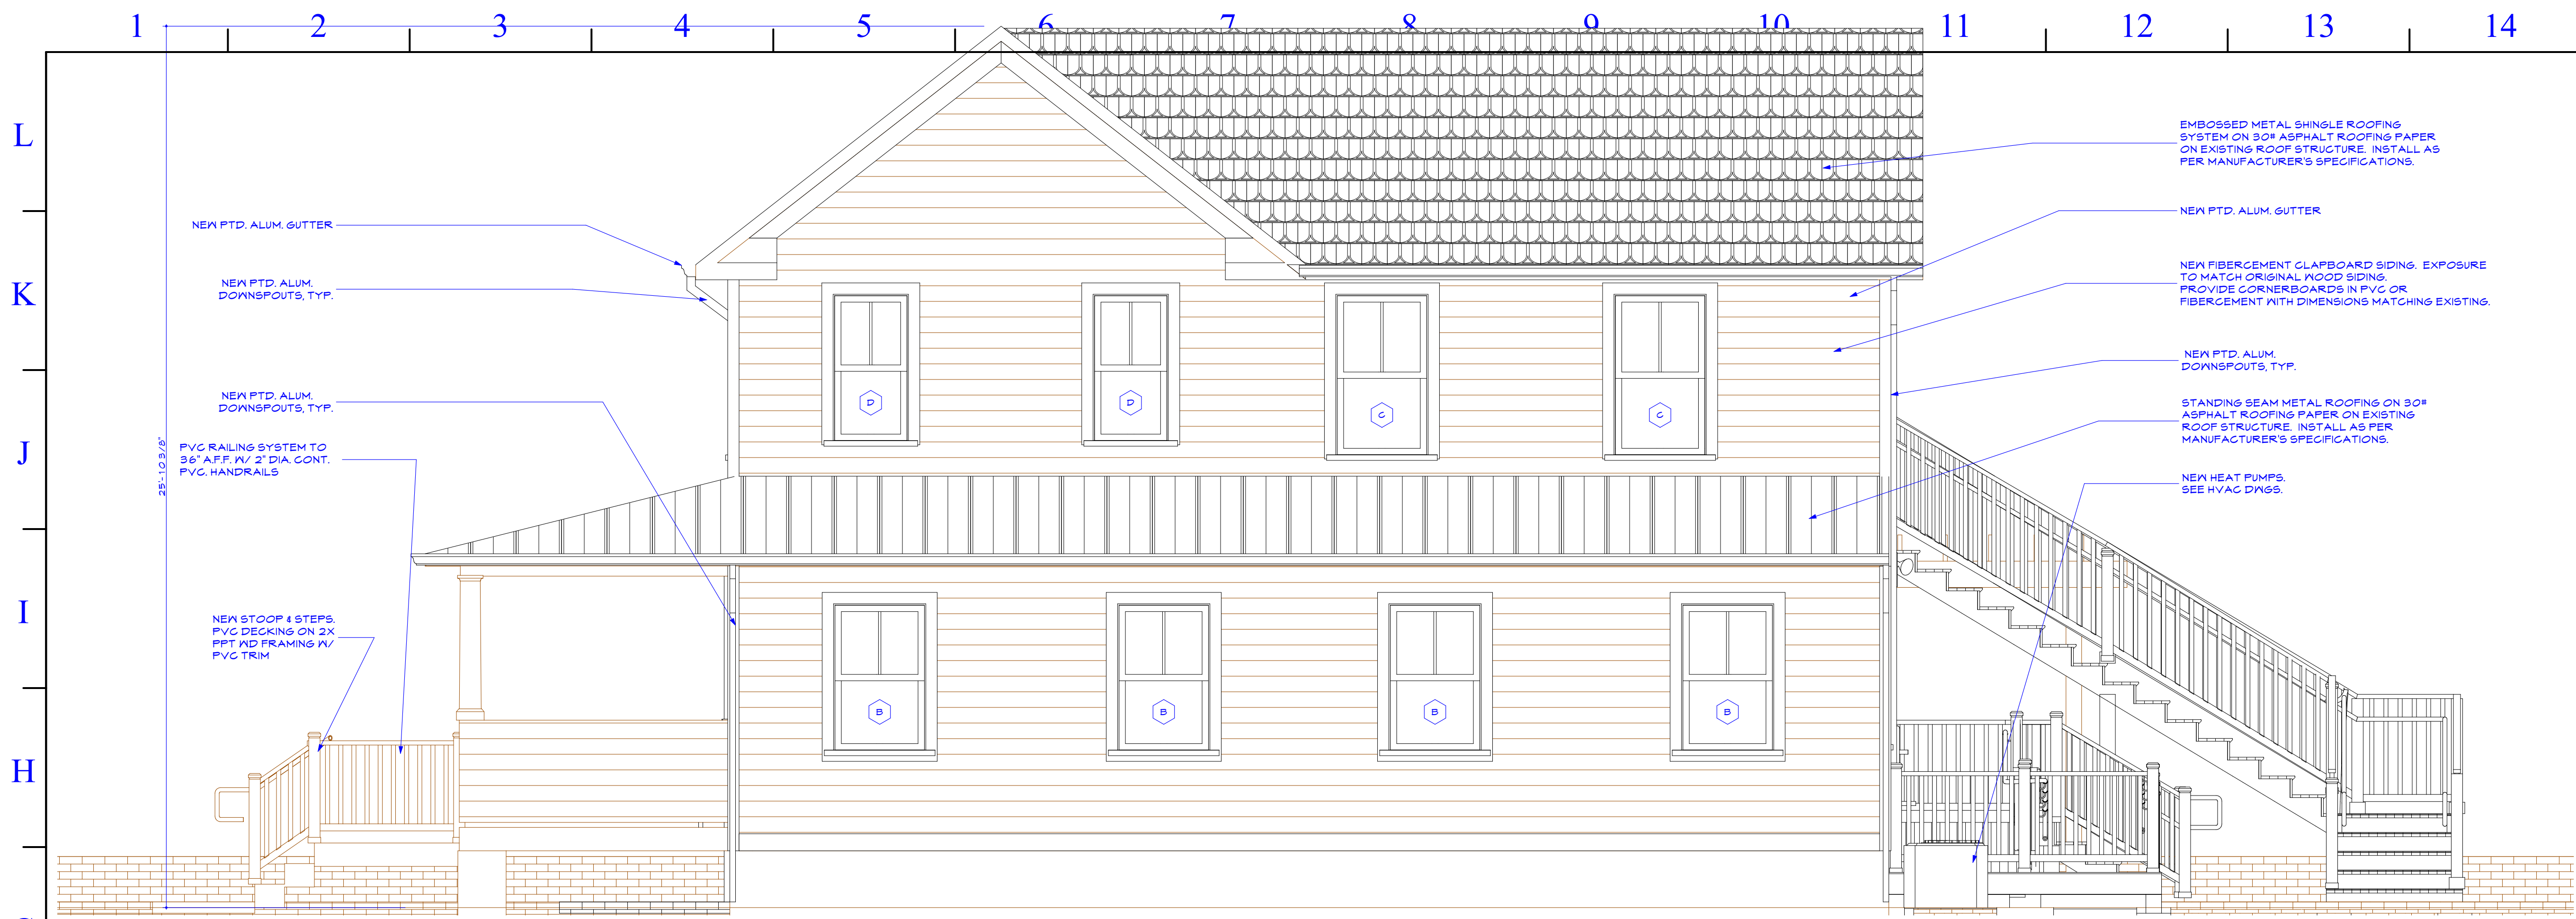 1 2 3 4 5 6 7 8 9 10 11 12 13 14
L
K
J
I
H
25'-10 3/8"
NEW PTD. ALUM. GUTTER
NEW PTD. ALUM.
DOWNSPOUTS, TYP.
NEW PTD. ALUM.
DOWNSPOUTS, TYP.
PVC RAILING SYSTEM TO
36" A.F.F. W/ 2" DIA. CONT.
PVC. HANDRAILS
NEW STOOP & STEPS.
PVC DECKING ON 2X
PPT WD FRAMING W/
PVC TRIM
D
D
C
C
B
B
B
B
EMBOSSED METAL SHINGLE ROOFING
SYSTEM ON 30# ASPHALT ROOFING PAPER
ON EXISTING ROOF STRUCTURE. INSTALL AS
PER MANUFACTURER'S SPECIFICATIONS.
NEW PTD. ALUM. GUTTER
NEW FIBERCEMENT CLAPBOARD SIDING. EXPOSURE
TO MATCH ORIGINAL WOOD SIDING.
PROVIDE CORNERBOARDS IN PVC OR
FIBERCEMENT WITH DIMENSIONS MATCHING EXISTING.
NEW PTD. ALUM.
DOWNSPOUTS, TYP.
STANDING SEAM METAL ROOFING ON 30#
ASPHALT ROOFING PAPER ON EXISTING
ROOF STRUCTURE. INSTALL AS PER
MANUFACTURER'S SPECIFICATIONS.
NEW HEAT PUMPS.
SEE HVAC DWGS.